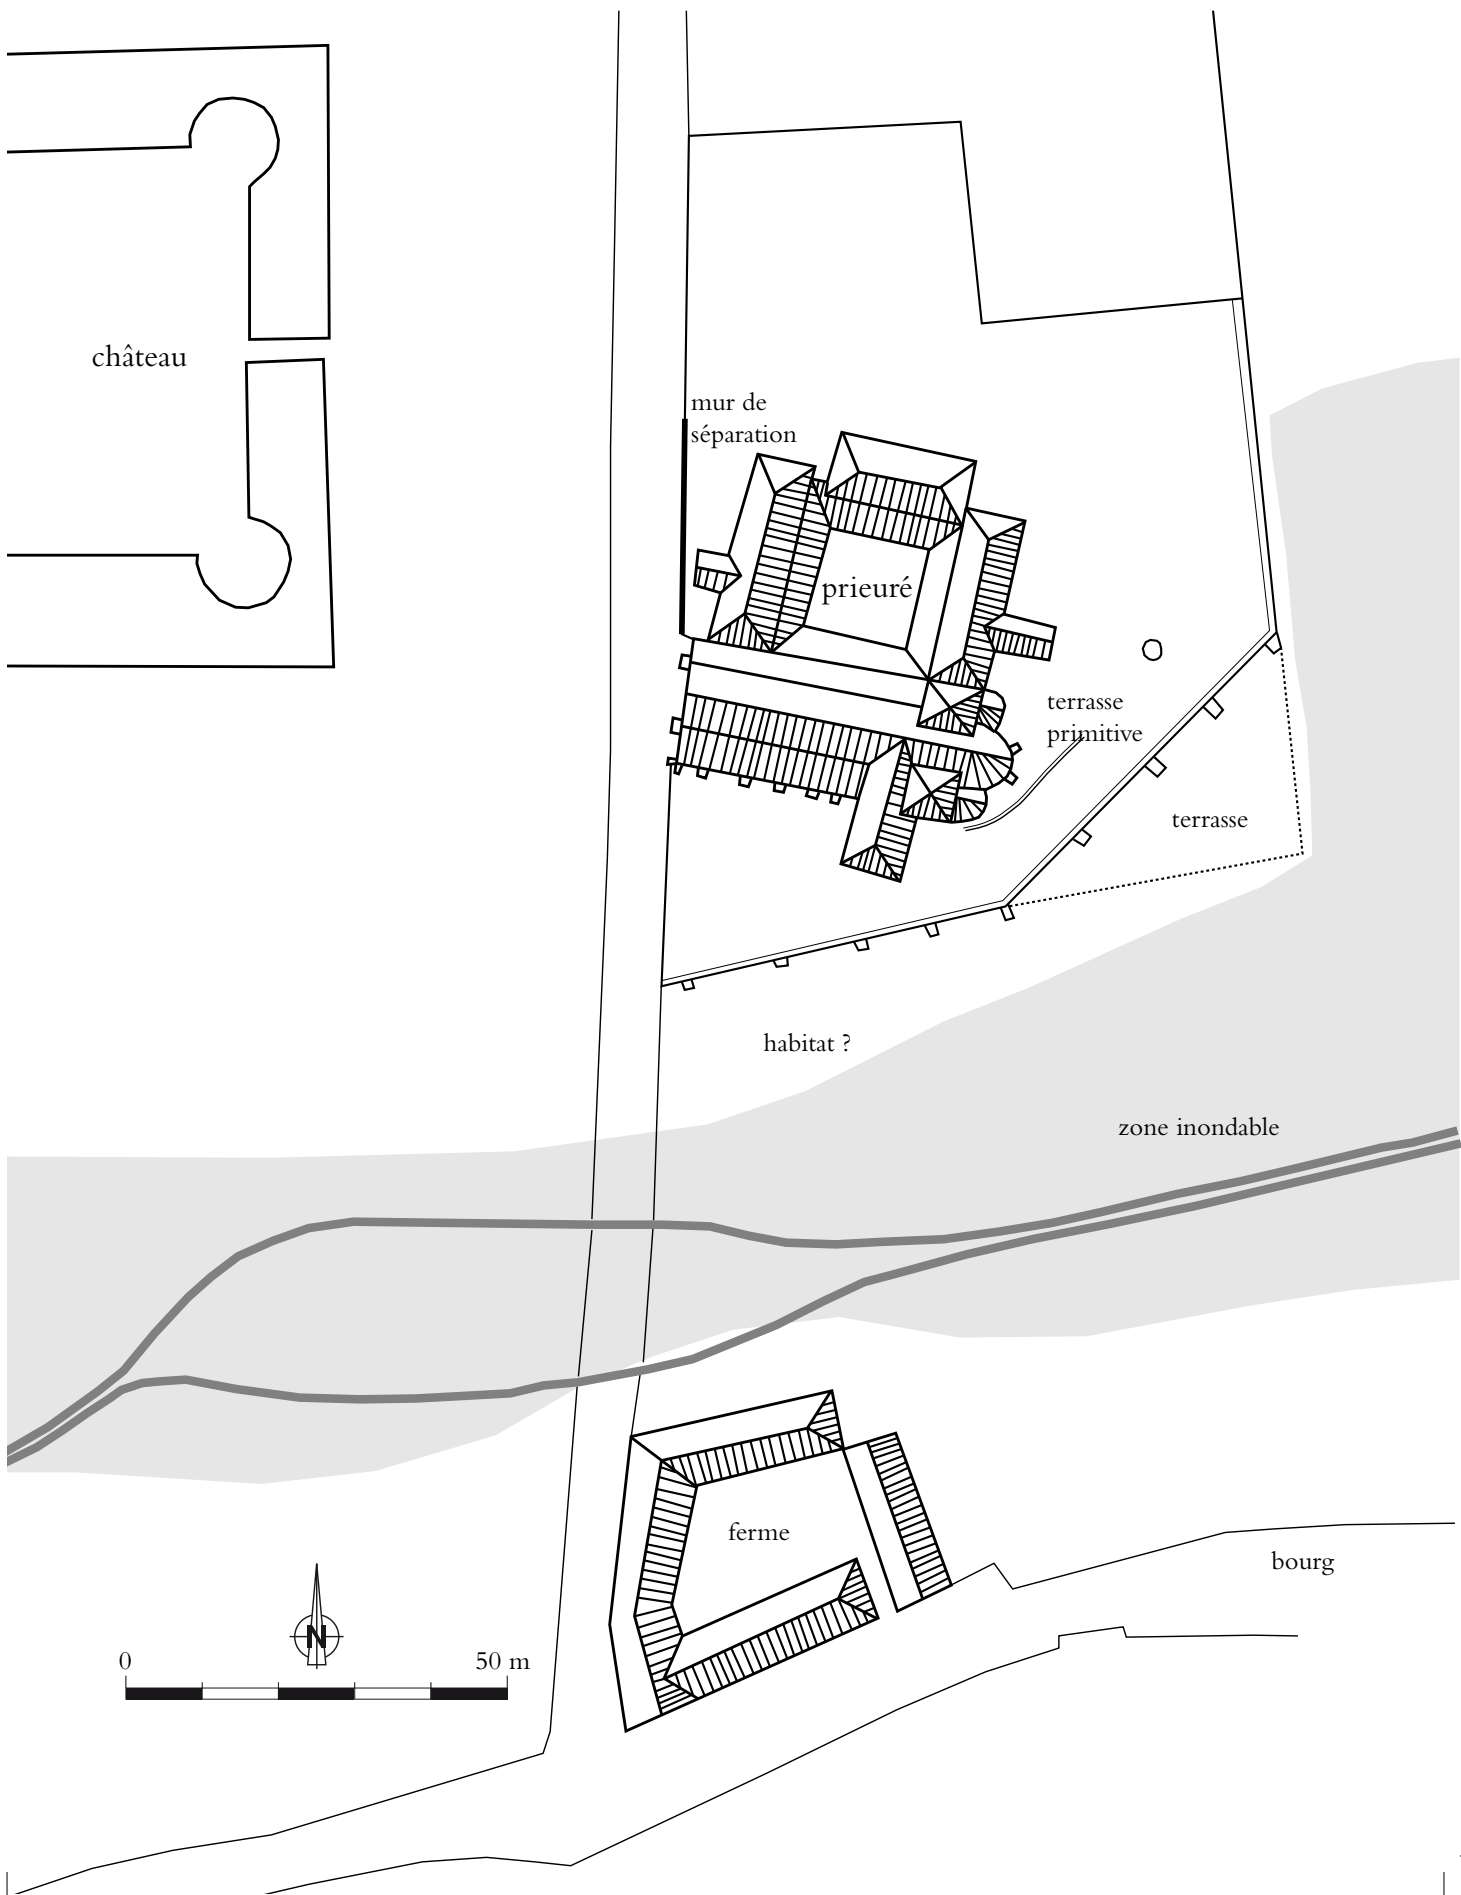 château
mur de
séparation
prieuré
terrasse
primitive
terrasse
habitat ?
zone inondable
ferme
bourg
N
0 50 m